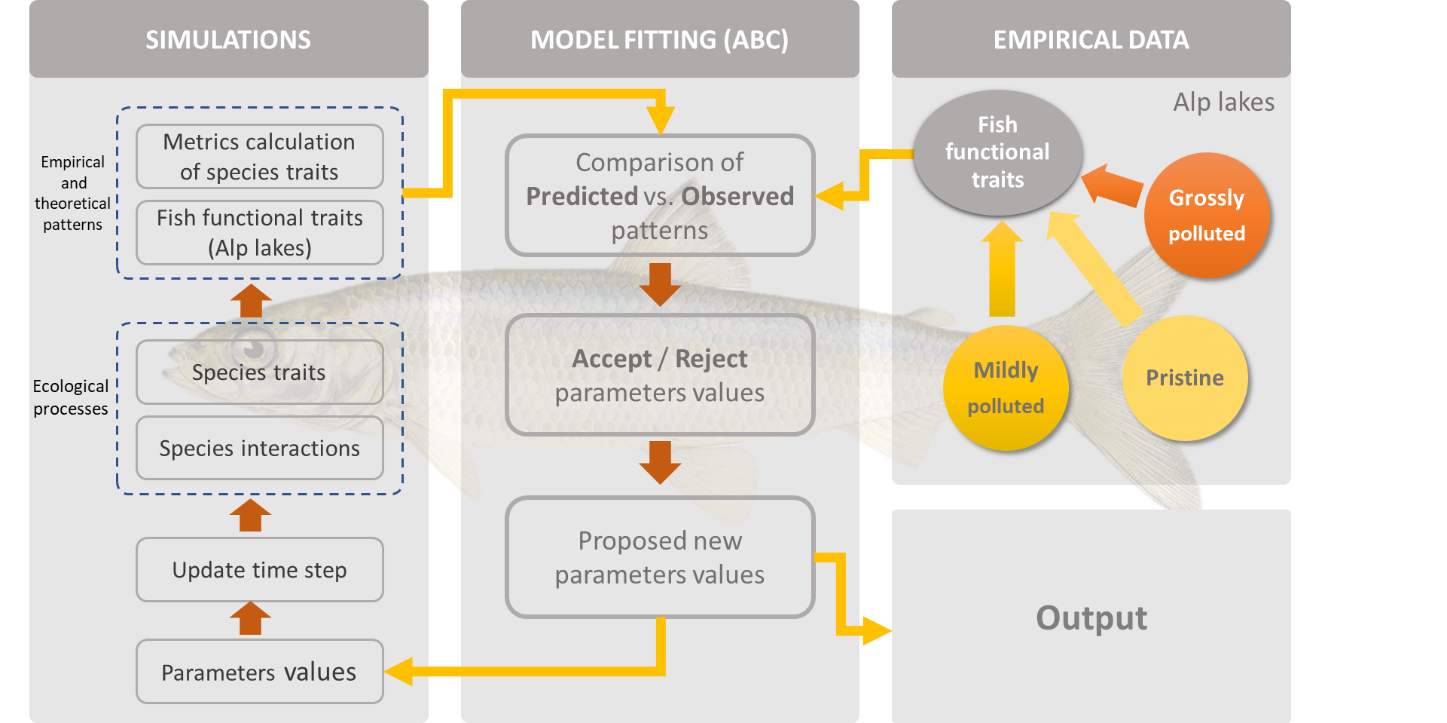 SIMULATIONS
Empirical
and
theoretical
patterns
Metrics calculation
of species traits
Fish functional traits
(Alp lakes)
Ecological
processes
Species traits
Species interactions
Update time step
Parameters values
MODEL FITTING (ABC)
Comparison of
Predicted vs. Observed
patterns
Accept / Reject
parameters values
Proposed new
parameters values
EMPIRICAL DATA
Alp lakes
Fish
functional
traits
Grossly
polluted
Mildly
polluted
Pristine
Output